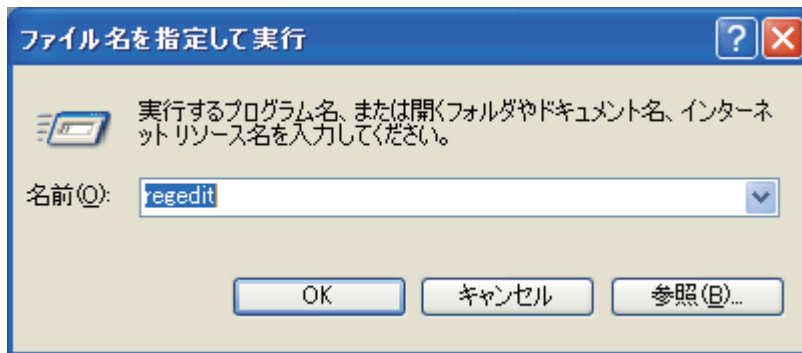 ファイル名を指定して実行
実行するプログラム名、または開くフォルダやドキュメント名、インターネ
ット リソース名を入力してください。
名前(O): regedit
OK キャンセル 参照(B)...